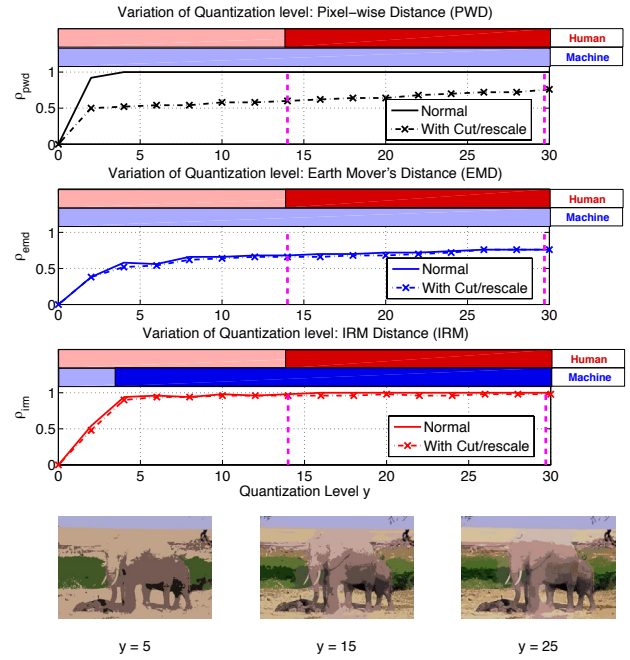 Variation of Quantization level: Pixel-wise Distance (PWD)
Human
Machine
1
0.5
0
ρpwd
Normal
With Cut/rescale
0 5 10 15 20 25 30
Variation of Quantization level: Earth Mover's Distance (EMD)
Human
Machine
1
0.5
0
ρemd
Normal
With Cut/rescale
0 5 10 15 20 25 30
Variation of Quantization level: IRM Distance (IRM)
Human
Machine
1
0.5
0
ρirm
Normal
With Cut/rescale
0 5 10 15 20 25 30
Quantization Level y
y = 5 y = 15 y = 25